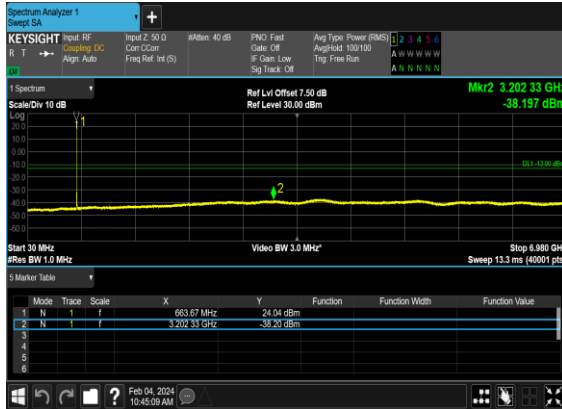 Spectrum Analyzer 1
Swept SA
+
KEYSIGHT Input: RF Input Z: 50 Ω #Atten: 40 dB PNO: Fast Avg Type: Power (RMS) 1 2 3 4 5 6
R T Coupling: DC Corr CCorr Gate: Off Avg|Hold: 100/100 A W W W W W
Align: Auto Freq Ref: Int (S) IF Gain: Low Trig: Free Run
LU Sig Track: Off A N N N N N
1 Spectrum Ref Lvl Offset 7.50 dB Mkr2 3.202 33 GHz
Scale/Div 10 dB Ref Level 30.00 dBm -38.197 dBm
Log
20.0 1
10.0
0.00
-10.0 DL1 -13.00 dBm
-20.0
-30.0 2
-40.0
-50.0
-60.0
Start 30 MHz Video BW 3.0 MHz* Stop 6.980 GH
#Res BW 1.0 MHz Sweep 13.3 ms (40001 pts
5 Marker Table
Mode Trace Scale X Y Function Function Width Function Value
1 N 1 f 663.67 MHz 24.04 dBm
2 N 1 f 3.202 33 GHz -38.20 dBm
3
4
5
6
? Feb 04, 2024
10:45:09 AM